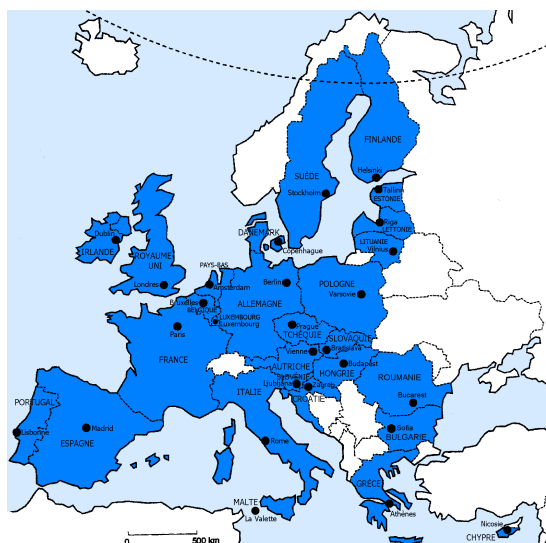 FINLANDE
Helsinki
SUÈDE
Stockholm
Tallinn
ESTONIE
Riga
LETTONIE
DANEMARK
Copenhague
LITUANIE
Vilnius
Dublin
IRLANDE
ROYAUME
UNI
Londres
PAYS-BAS
Amsterdam
Berlin
POLOGNE
Varsovie
Bruxelles
BELGIQUE
ALLEMAGNE
LUXEMBOURG
Luxembourg
Paris
Prague
TCHÉQUIE
SLOVAQUIE
Bratislava
Vienne
FRANCE
AUTRICHE
Budapest
HONGRIE
ROUMANIE
SLOVÉNIE
Ljubljana
Zagreb
CROATIE
ITALIE
Bucarest
PORTUGAL
Lisbonne
Madrid
ESPAGNE
Sofia
BULGARIE
Rome
GRÈCE
Athènes
MALTE
La Valette
Nicosie
CHYPRE
0
500 km